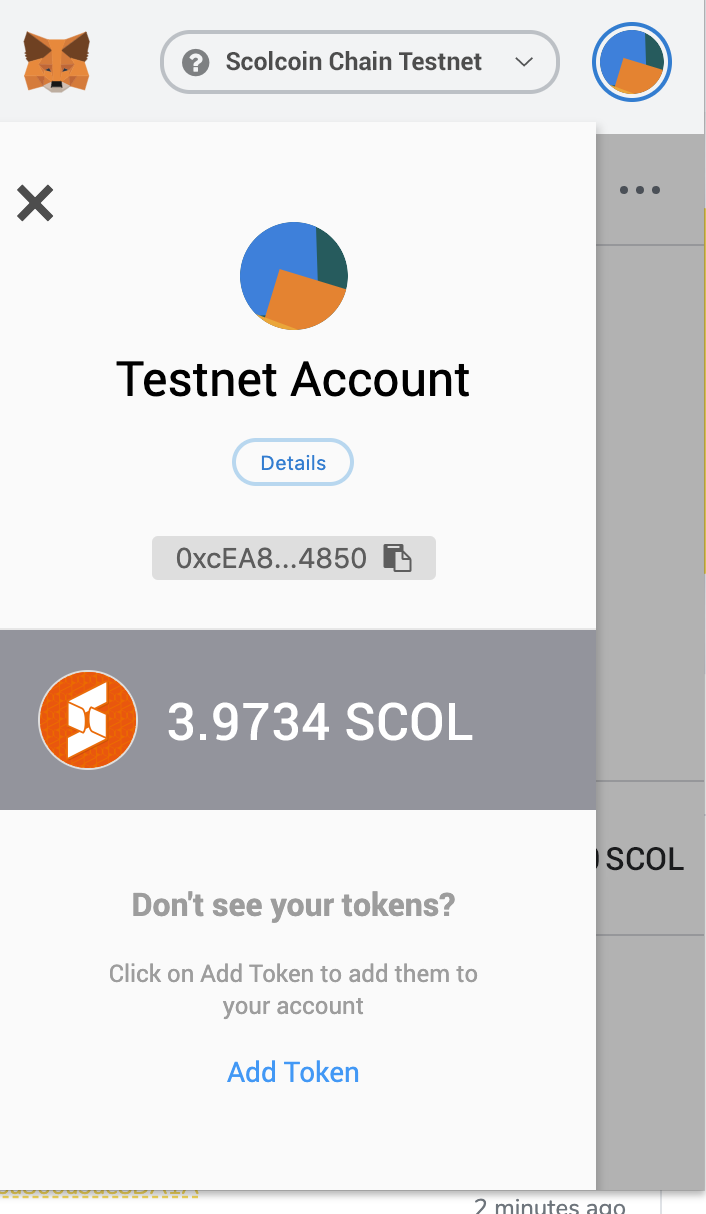 Scolcoin Chain Testnet
Testnet Account
Details
0xcEA8...4850
3.9734 SCOL
SCOL
Don't see your tokens?
Click on Add Token to add them to
your account
Add Token
2 minutes ago